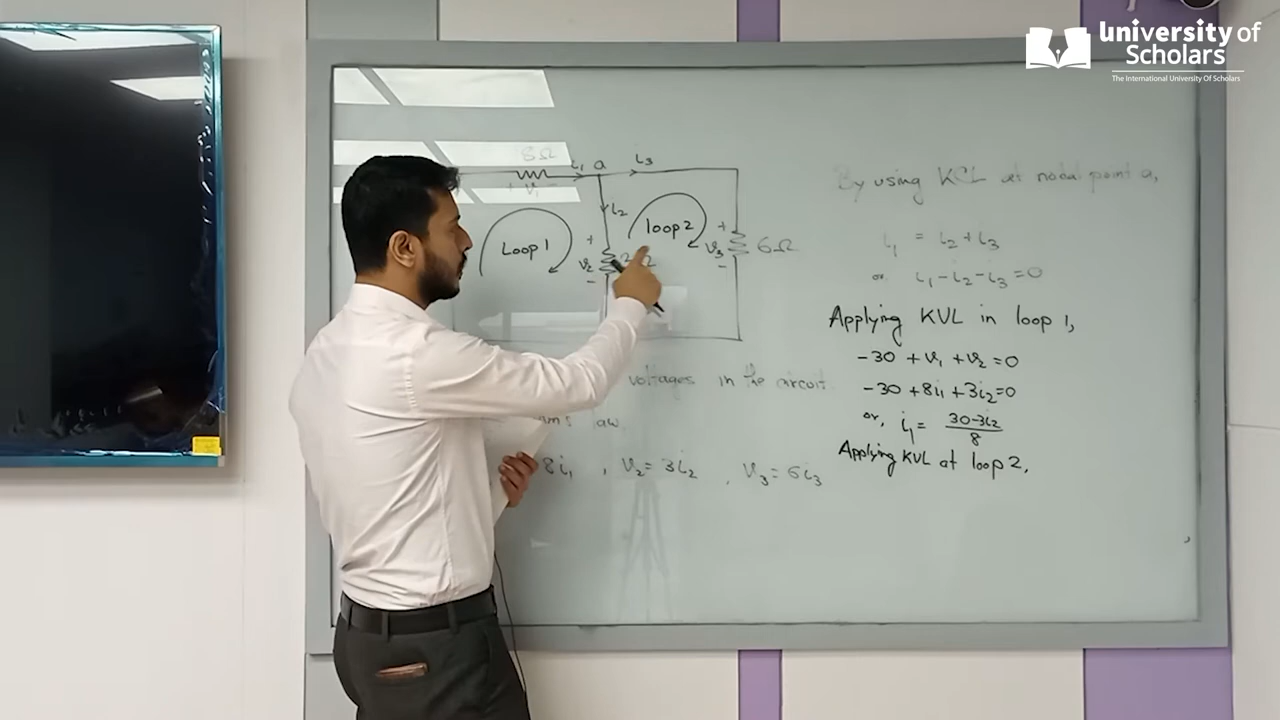 University of
Scholars
The International University Of Scholars
8Ω
i₁ a i₃
+ v₁ −
i₂
Loop 1
loop 2
+
v₂
−
+
v₃
−
6Ω
voltages in the circuit
law
8i₁ , v₂ = 3i₂ , v₃ = 6i₃
By using KCL at nodal point a,
i₁ = i₂ + i₃
or, i₁ − i₂ − i₃ = 0
Applying KVL in loop 1,
−30 + v₁ + v₂ = 0
−30 + 8i₁ + 3i₂ = 0
or, i₁ = (30−3i₂)/8
Applying KVL at loop 2,